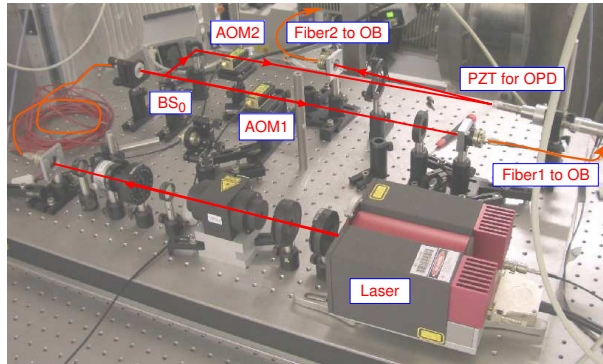 AOM2
Fiber2 to OB
PZT for OPD
BS0
AOM1
Fiber1 to OB
Laser